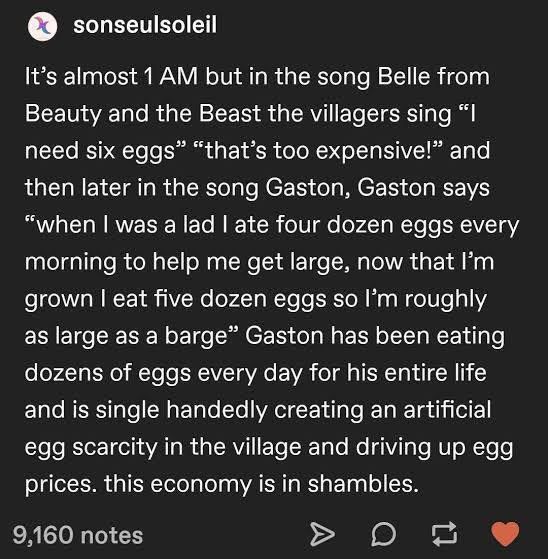 sonseulsoleil
It’s almost 1 AM but in the song Belle from
Beauty and the Beast the villagers sing “I
need six eggs” “that’s too expensive!” and
then later in the song Gaston, Gaston says
“when I was a lad I ate four dozen eggs every
morning to help me get large, now that I’m
grown I eat five dozen eggs so I’m roughly
as large as a barge” Gaston has been eating
dozens of eggs every day for his entire life
and is single handedly creating an artificial
egg scarcity in the village and driving up egg
prices. this economy is in shambles.
9,160 notes